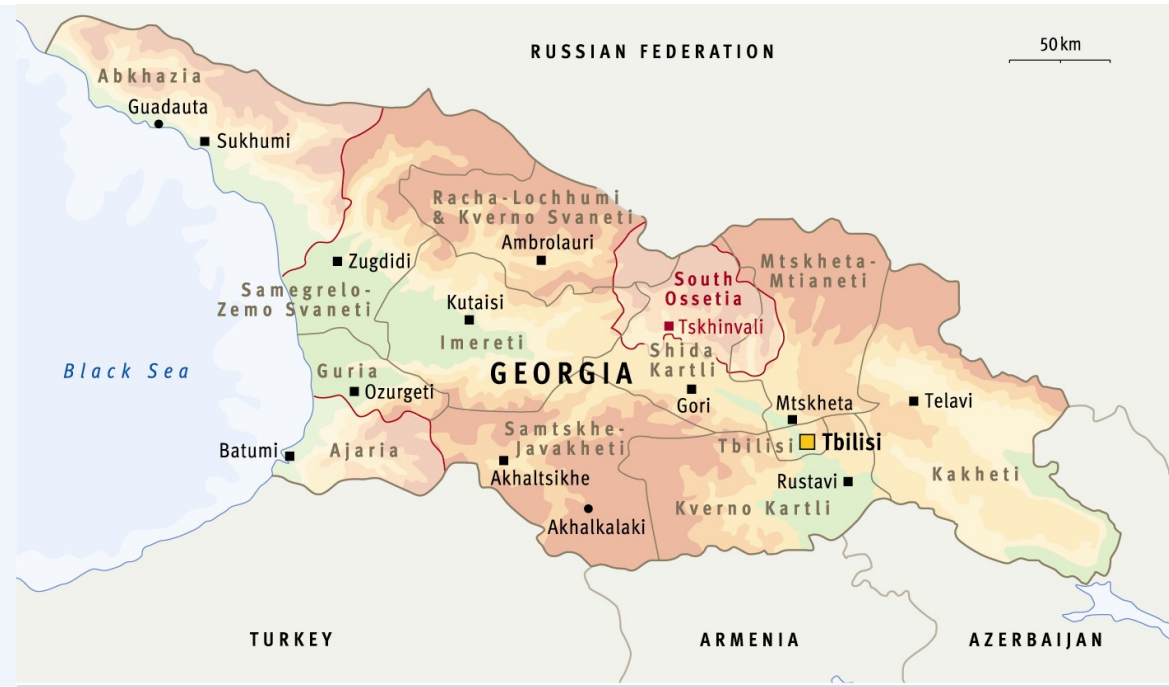 RUSSIAN FEDERATION
50 km
Abkhazia
Guadauta
Sukhumi
Racha-Lochhumi
& Kverno Svaneti
Ambrolauri
Zugdidi
Samegrelo-
Zemo Svaneti
Mtskheta-
Mtianeti
South
Ossetia
Tskhinvali
Kutaisi
Imereti
Shida
Kartli
GEORGIA
Black Sea
Guria
Ozurgeti
Gori
Mtskheta
Telavi
Batumi
Ajaria
Samtskhe-
Javakheti
Akhaltsikhe
Akhalkalaki
Tbilisi
Tbilisi
Rustavi
Kverno Kartli
Kakheti
TURKEY
ARMENIA
AZERBAIJAN